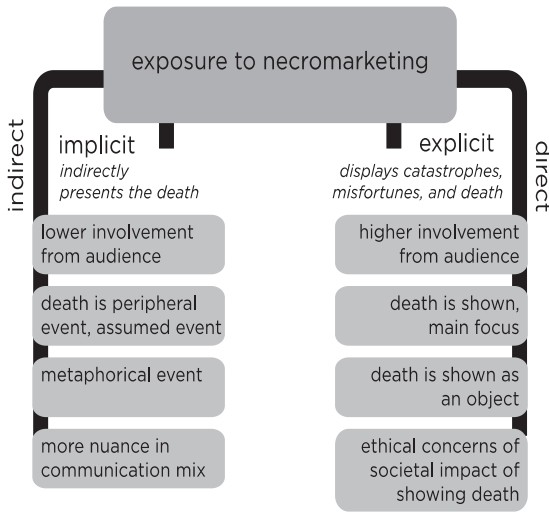 exposure to necromarketing
indirect
implicit
indirectly
presents the death
lower involvement
from audience
death is peripheral
event, assumed event
metaphorical event
more nuance in
communication mix
direct
explicit
displays catastrophes,
misfortunes, and death
higher involvement
from audience
death is shown,
main focus
death is shown as
an object
ethical concerns of
societal impact of
showing death